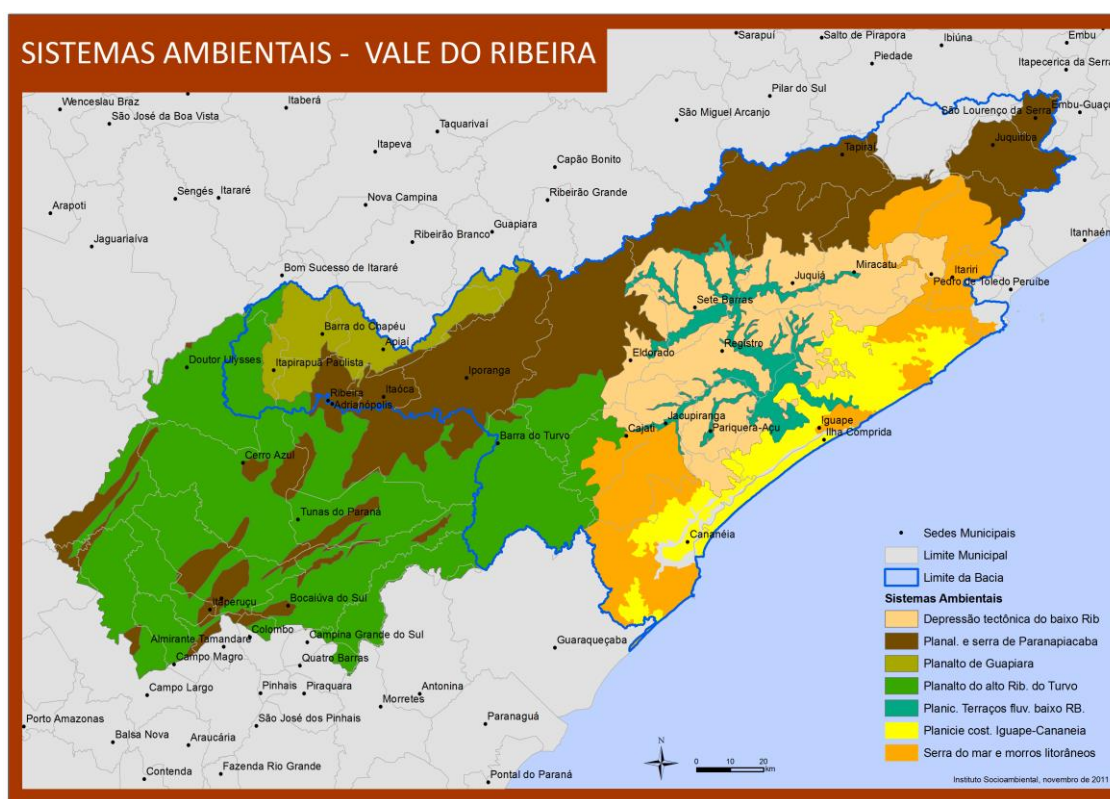 SISTEMAS AMBIENTAIS - VALE DO RIBEIRA
Sarapuí
Salto de Pirapora
Ibiúna
Embu
Piedade
Itapecerica da Serra
Wenceslau Braz
Itaberá
Pilar do Sul
São José da Boa Vista
São Miguel Arcanjo
São Lourenço da Serra
Embu-Guaçu
Taquarivaí
Juquitiba
Itapeva
Tapiraí
Capão Bonito
Sengés
Itararé
Nova Campina
Ribeirão Grande
Arapoti
Guapiara
Jaguariaíva
Ribeirão Branco
Itanhaém
Bom Sucesso de Itararé
Miracatu
Itariri
Juquiá
Pedro de Toledo
Peruíbe
Sete Barras
Barra do Chapéu
Apiaí
Registro
Doutor Ulysses
Itapirapuã Paulista
Eldorado
Iporanga
Ribeira
Itaóca
Adrianópolis
Jacupiranga
Iguape
Pariquera-Açu
Cajati
Ilha Comprida
Barra do Turvo
Cerro Azul
Tunas do Paraná
Cananéia
Itaperuçu
Bocaiúva do Sul
Almirante Tamandaré
Colombo
Campina Grande do Sul
Guaraqueçaba
Campo Magro
Quatro Barras
Campo Largo
Pinhais
Piraquara
Antonina
Morretes
Porto Amazonas
São José dos Pinhais
Paranaguá
Balsa Nova
Araucária
Contenda
Fazenda Rio Grande
Pontal do Paraná
N
0 10 20
km
Sedes Municipais
Limite Municipal
Limite da Bacia
Sistemas Ambientais
Depressão tectônica do baixo Rib
Planal. e serra de Paranapiacaba
Planalto de Guapiara
Planalto do alto Rib. do Turvo
Planic. Terraços fluv. baixo RB.
Planicie cost. Iguape-Cananeia
Serra do mar e morros litorâneos
Instituto Socioambiental, novembro de 2011